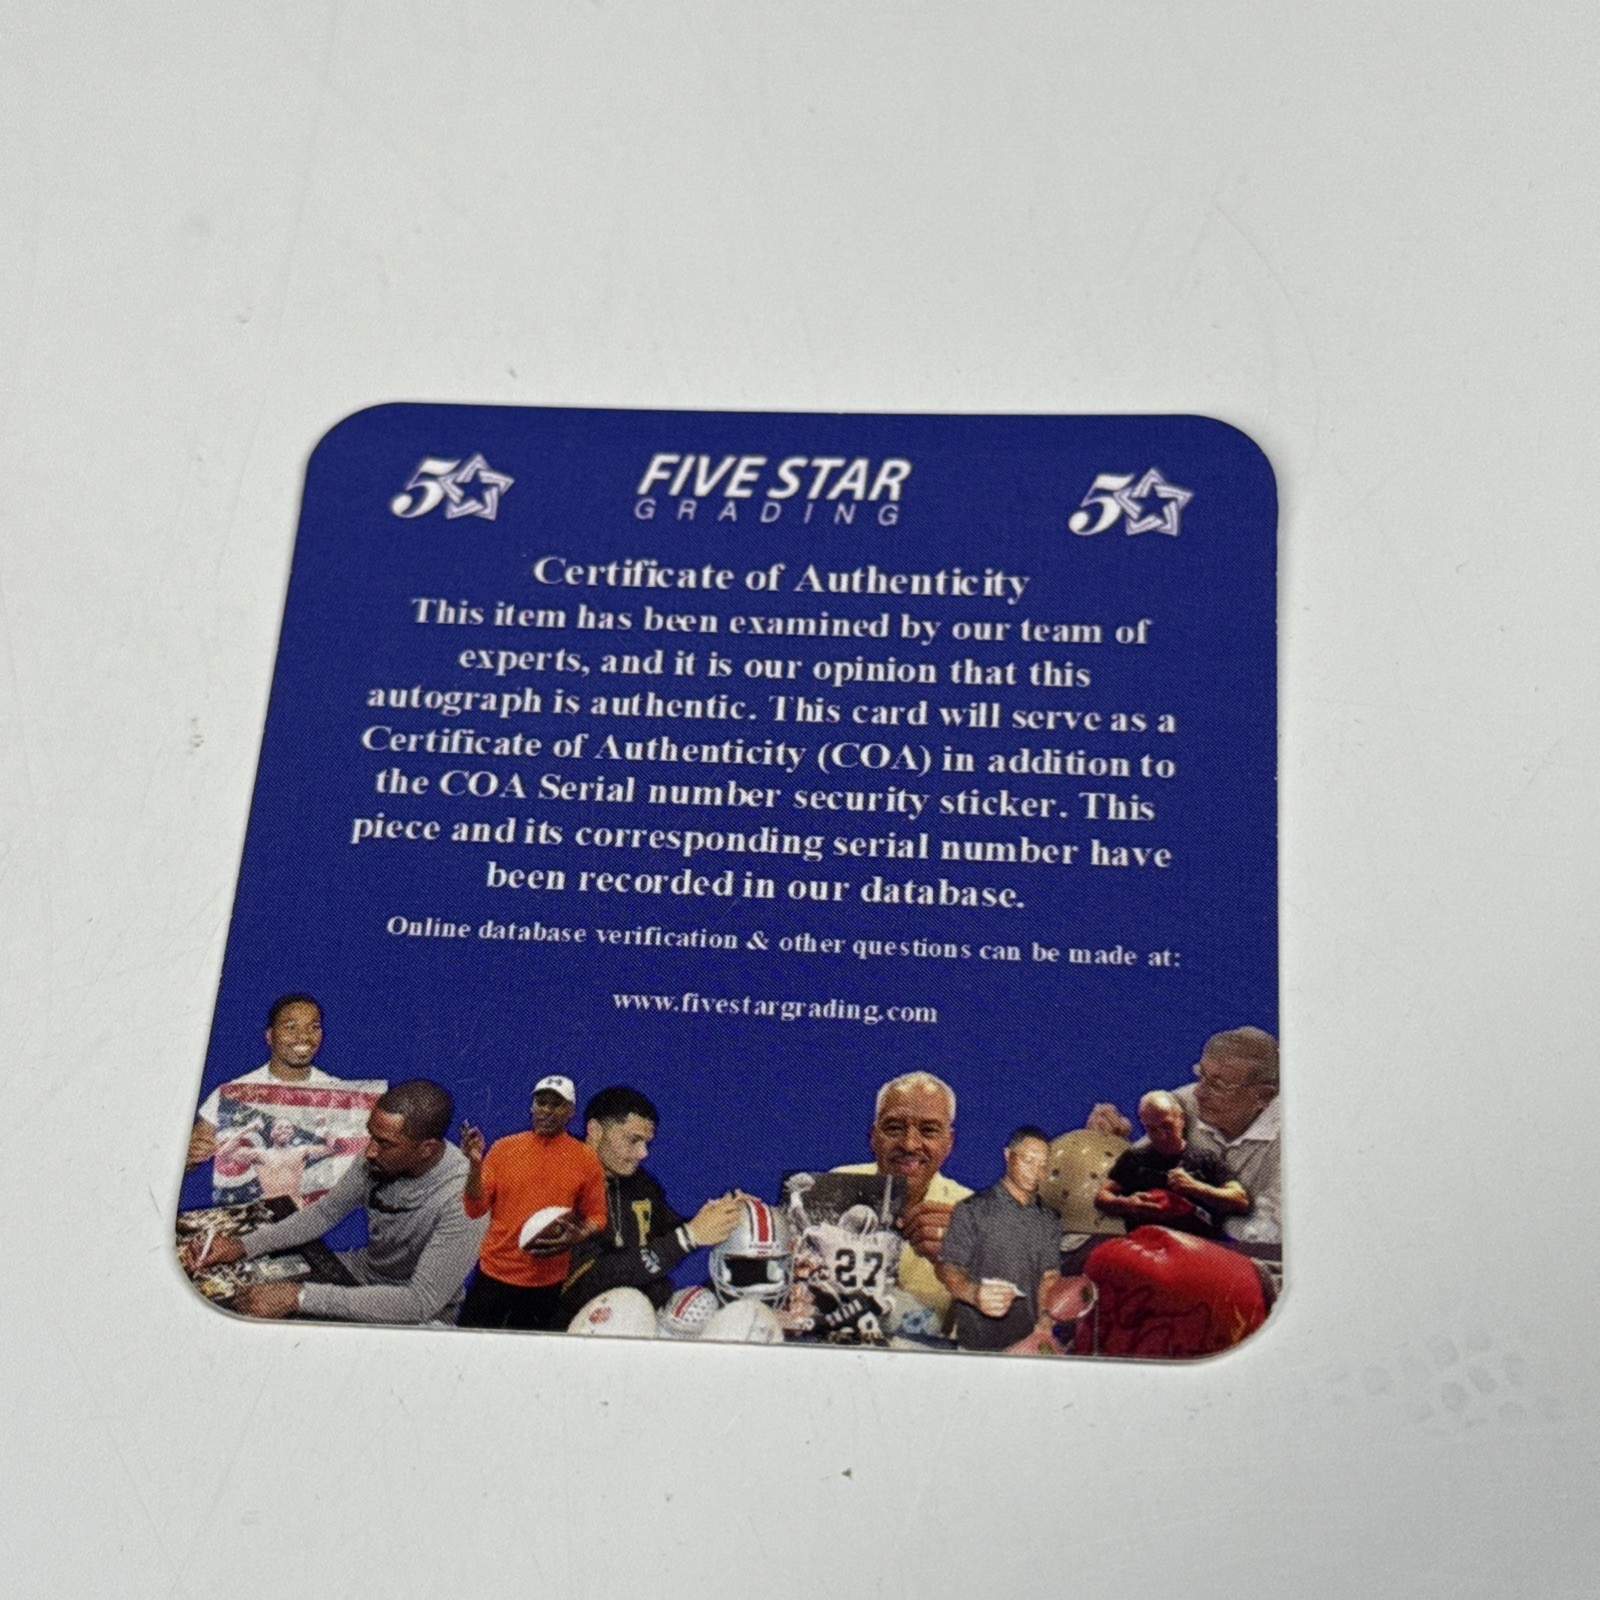 5 FIVE STAR 5
GRADING
Certificate of Authenticity
This item has been examined by our team of
experts, and it is our opinion that this
autograph is authentic. This card will serve as a
Certificate of Authenticity (COA) in addition to
the COA Serial number security sticker. This
piece and its corresponding serial number have
been recorded in our database.
Online database verification & other questions can be made at:
www.fivestargrading.com
P
27